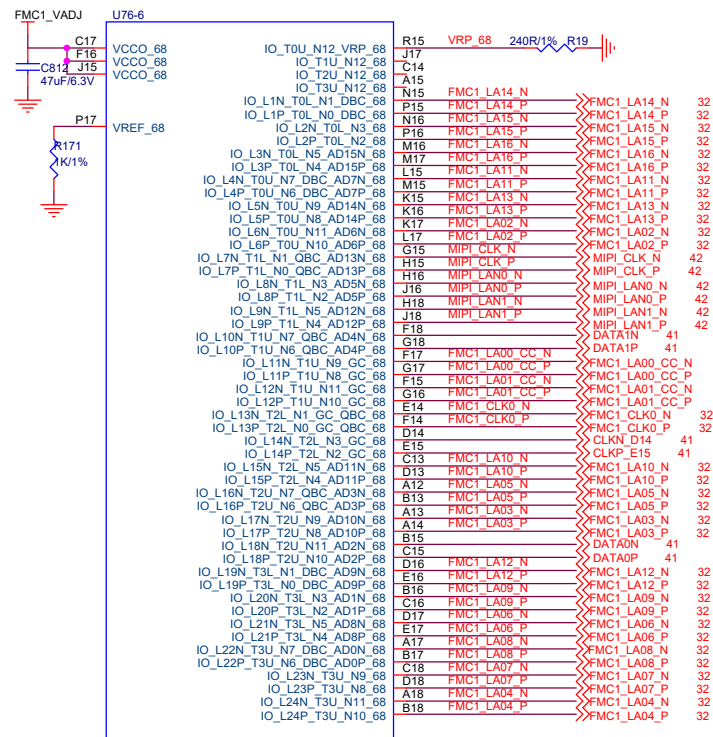 FMC1_VADJ
U76-6
C17 VCCO_68
F16 VCCO_68
J15 VCCO_68
C812
47uF/6.3V
P17 VREF_68
R171
1K/1%
IO_T0U_N12_VRP_68 R15 VRP_68 240R/1% R19
IO_T1U_N12_68 J17
IO_T2U_N12_68 C14
IO_T3U_N12_68 A15
IO_L1N_T0L_N1_DBC_68 N15 FMC1_LA14_N FMC1_LA14_N 32
IO_L1P_T0L_N0_DBC_68 P15 FMC1_LA14_P FMC1_LA14_P 32
IO_L2N_T0L_N3_68 N16 FMC1_LA15_N FMC1_LA15_N 32
IO_L2P_T0L_N2_68 P16 FMC1_LA15_P FMC1_LA15_P 32
IO_L3N_T0L_N5_AD15N_68 M16 FMC1_LA16_N FMC1_LA16_N 32
IO_L3P_T0L_N4_AD15P_68 M17 FMC1_LA16_P FMC1_LA16_P 32
IO_L4N_T0U_N7_DBC_AD7N_68 L15 FMC1_LA11_N FMC1_LA11_N 32
IO_L4P_T0U_N6_DBC_AD7P_68 M15 FMC1_LA11_P FMC1_LA11_P 32
IO_L5N_T0U_N9_AD14N_68 K15 FMC1_LA13_N FMC1_LA13_N 32
IO_L5P_T0U_N8_AD14P_68 K16 FMC1_LA13_P FMC1_LA13_P 32
IO_L6N_T0U_N11_AD6N_68 K17 FMC1_LA02_N FMC1_LA02_N 32
IO_L6P_T0U_N10_AD6P_68 L17 FMC1_LA02_P FMC1_LA02_P 32
IO_L7N_T1L_N1_QBC_AD13N_68 G15 MIPI_CLK_N MIPI_CLK_N 42
IO_L7P_T1L_N0_QBC_AD13P_68 H15 MIPI_CLK_P MIPI_CLK_P 42
IO_L8N_T1L_N3_AD5N_68 H16 MIPI_LAN0_N MIPI_LAN0_N 42
IO_L8P_T1L_N2_AD5P_68 J16 MIPI_LAN0_P MIPI_LAN0_P 42
IO_L9N_T1L_N5_AD12N_68 H18 MIPI_LAN1_N MIPI_LAN1_N 42
IO_L9P_T1L_N4_AD12P_68 J18 MIPI_LAN1_P MIPI_LAN1_P 42
IO_L10N_T1U_N7_QBC_AD4N_68 F18 DATA1N 41
IO_L10P_T1U_N6_QBC_AD4P_68 G18 DATA1P 41
IO_L11N_T1U_N9_GC_68 F17 FMC1_LA00_CC_N FMC1_LA00_CC_N 32
IO_L11P_T1U_N8_GC_68 G17 FMC1_LA00_CC_P FMC1_LA00_CC_P 32
IO_L12N_T1U_N11_GC_68 F15 FMC1_LA01_CC_N FMC1_LA01_CC_N 32
IO_L12P_T1U_N10_GC_68 G16 FMC1_LA01_CC_P FMC1_LA01_CC_P 32
IO_L13N_T2L_N1_GC_QBC_68 E14 FMC1_CLK0_N FMC1_CLK0_N 32
IO_L13P_T2L_N0_GC_QBC_68 F14 FMC1_CLK0_P FMC1_CLK0_P 32
IO_L14N_T2L_N3_GC_68 D14 CLKN_D14 41
IO_L14P_T2L_N2_GC_68 E15 CLKP_E15 41
IO_L15N_T2L_N5_AD11N_68 C13 FMC1_LA10_N FMC1_LA10_N 32
IO_L15P_T2L_N4_AD11P_68 D13 FMC1_LA10_P FMC1_LA10_P 32
IO_L16N_T2U_N7_QBC_AD3N_68 A12 FMC1_LA05_N FMC1_LA05_N 32
IO_L16P_T2U_N6_QBC_AD3P_68 B13 FMC1_LA05_P FMC1_LA05_P 32
IO_L17N_T2U_N9_AD10N_68 A13 FMC1_LA03_N FMC1_LA03_N 32
IO_L17P_T2U_N8_AD10P_68 A14 FMC1_LA03_P FMC1_LA03_P 32
IO_L18N_T2U_N11_AD2N_68 B15 DATA0N 41
IO_L18P_T2U_N10_AD2P_68 C15 DATA0P 41
IO_L19N_T3L_N1_DBC_AD9N_68 D16 FMC1_LA12_N FMC1_LA12_N 32
IO_L19P_T3L_N0_DBC_AD9P_68 E16 FMC1_LA12_P FMC1_LA12_P 32
IO_L20N_T3L_N3_AD1N_68 B16 FMC1_LA09_N FMC1_LA09_N 32
IO_L20P_T3L_N2_AD1P_68 C16 FMC1_LA09_P FMC1_LA09_P 32
IO_L21N_T3L_N5_AD8N_68 D17 FMC1_LA06_N FMC1_LA06_N 32
IO_L21P_T3L_N4_AD8P_68 E17 FMC1_LA06_P FMC1_LA06_P 32
IO_L22N_T3U_N7_DBC_AD0N_68 A17 FMC1_LA08_N FMC1_LA08_N 32
IO_L22P_T3U_N6_DBC_AD0P_68 B17 FMC1_LA08_P FMC1_LA08_P 32
IO_L23N_T3U_N9_68 C18 FMC1_LA07_N FMC1_LA07_N 32
IO_L23P_T3U_N8_68 D18 FMC1_LA07_P FMC1_LA07_P 32
IO_L24N_T3U_N11_68 A18 FMC1_LA04_N FMC1_LA04_N 32
IO_L24P_T3U_N10_68 B18 FMC1_LA04_P FMC1_LA04_P 32